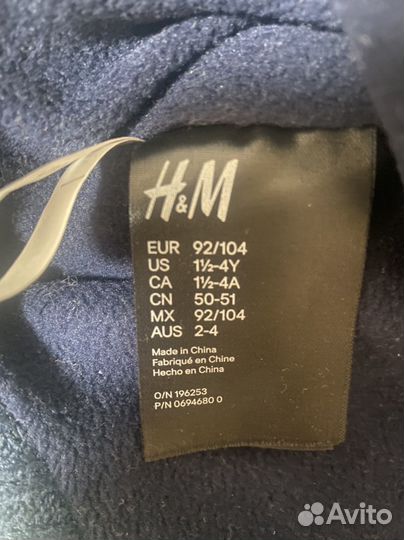 H&M
EUR 92/104
US 1½-4Y
CA 1½-4A
CN 50-51
MX 92/104
AUS 2-4
Made in China
Fabriqué en Chine
Hecho en China
O/N 196253
P/N 0694680 0
Avito